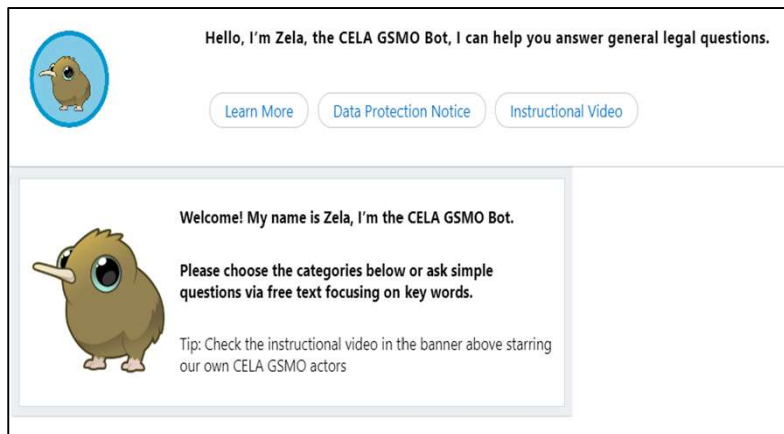 Hello, I'm Zela, the CELA GSMO Bot, I can help you answer general legal questions.
Learn More
Data Protection Notice
Instructional Video
Welcome! My name is Zela, I'm the CELA GSMO Bot.
Please choose the categories below or ask simple
questions via free text focusing on key words.
Tip: Check the instructional video in the banner above starring
our own CELA GSMO actors